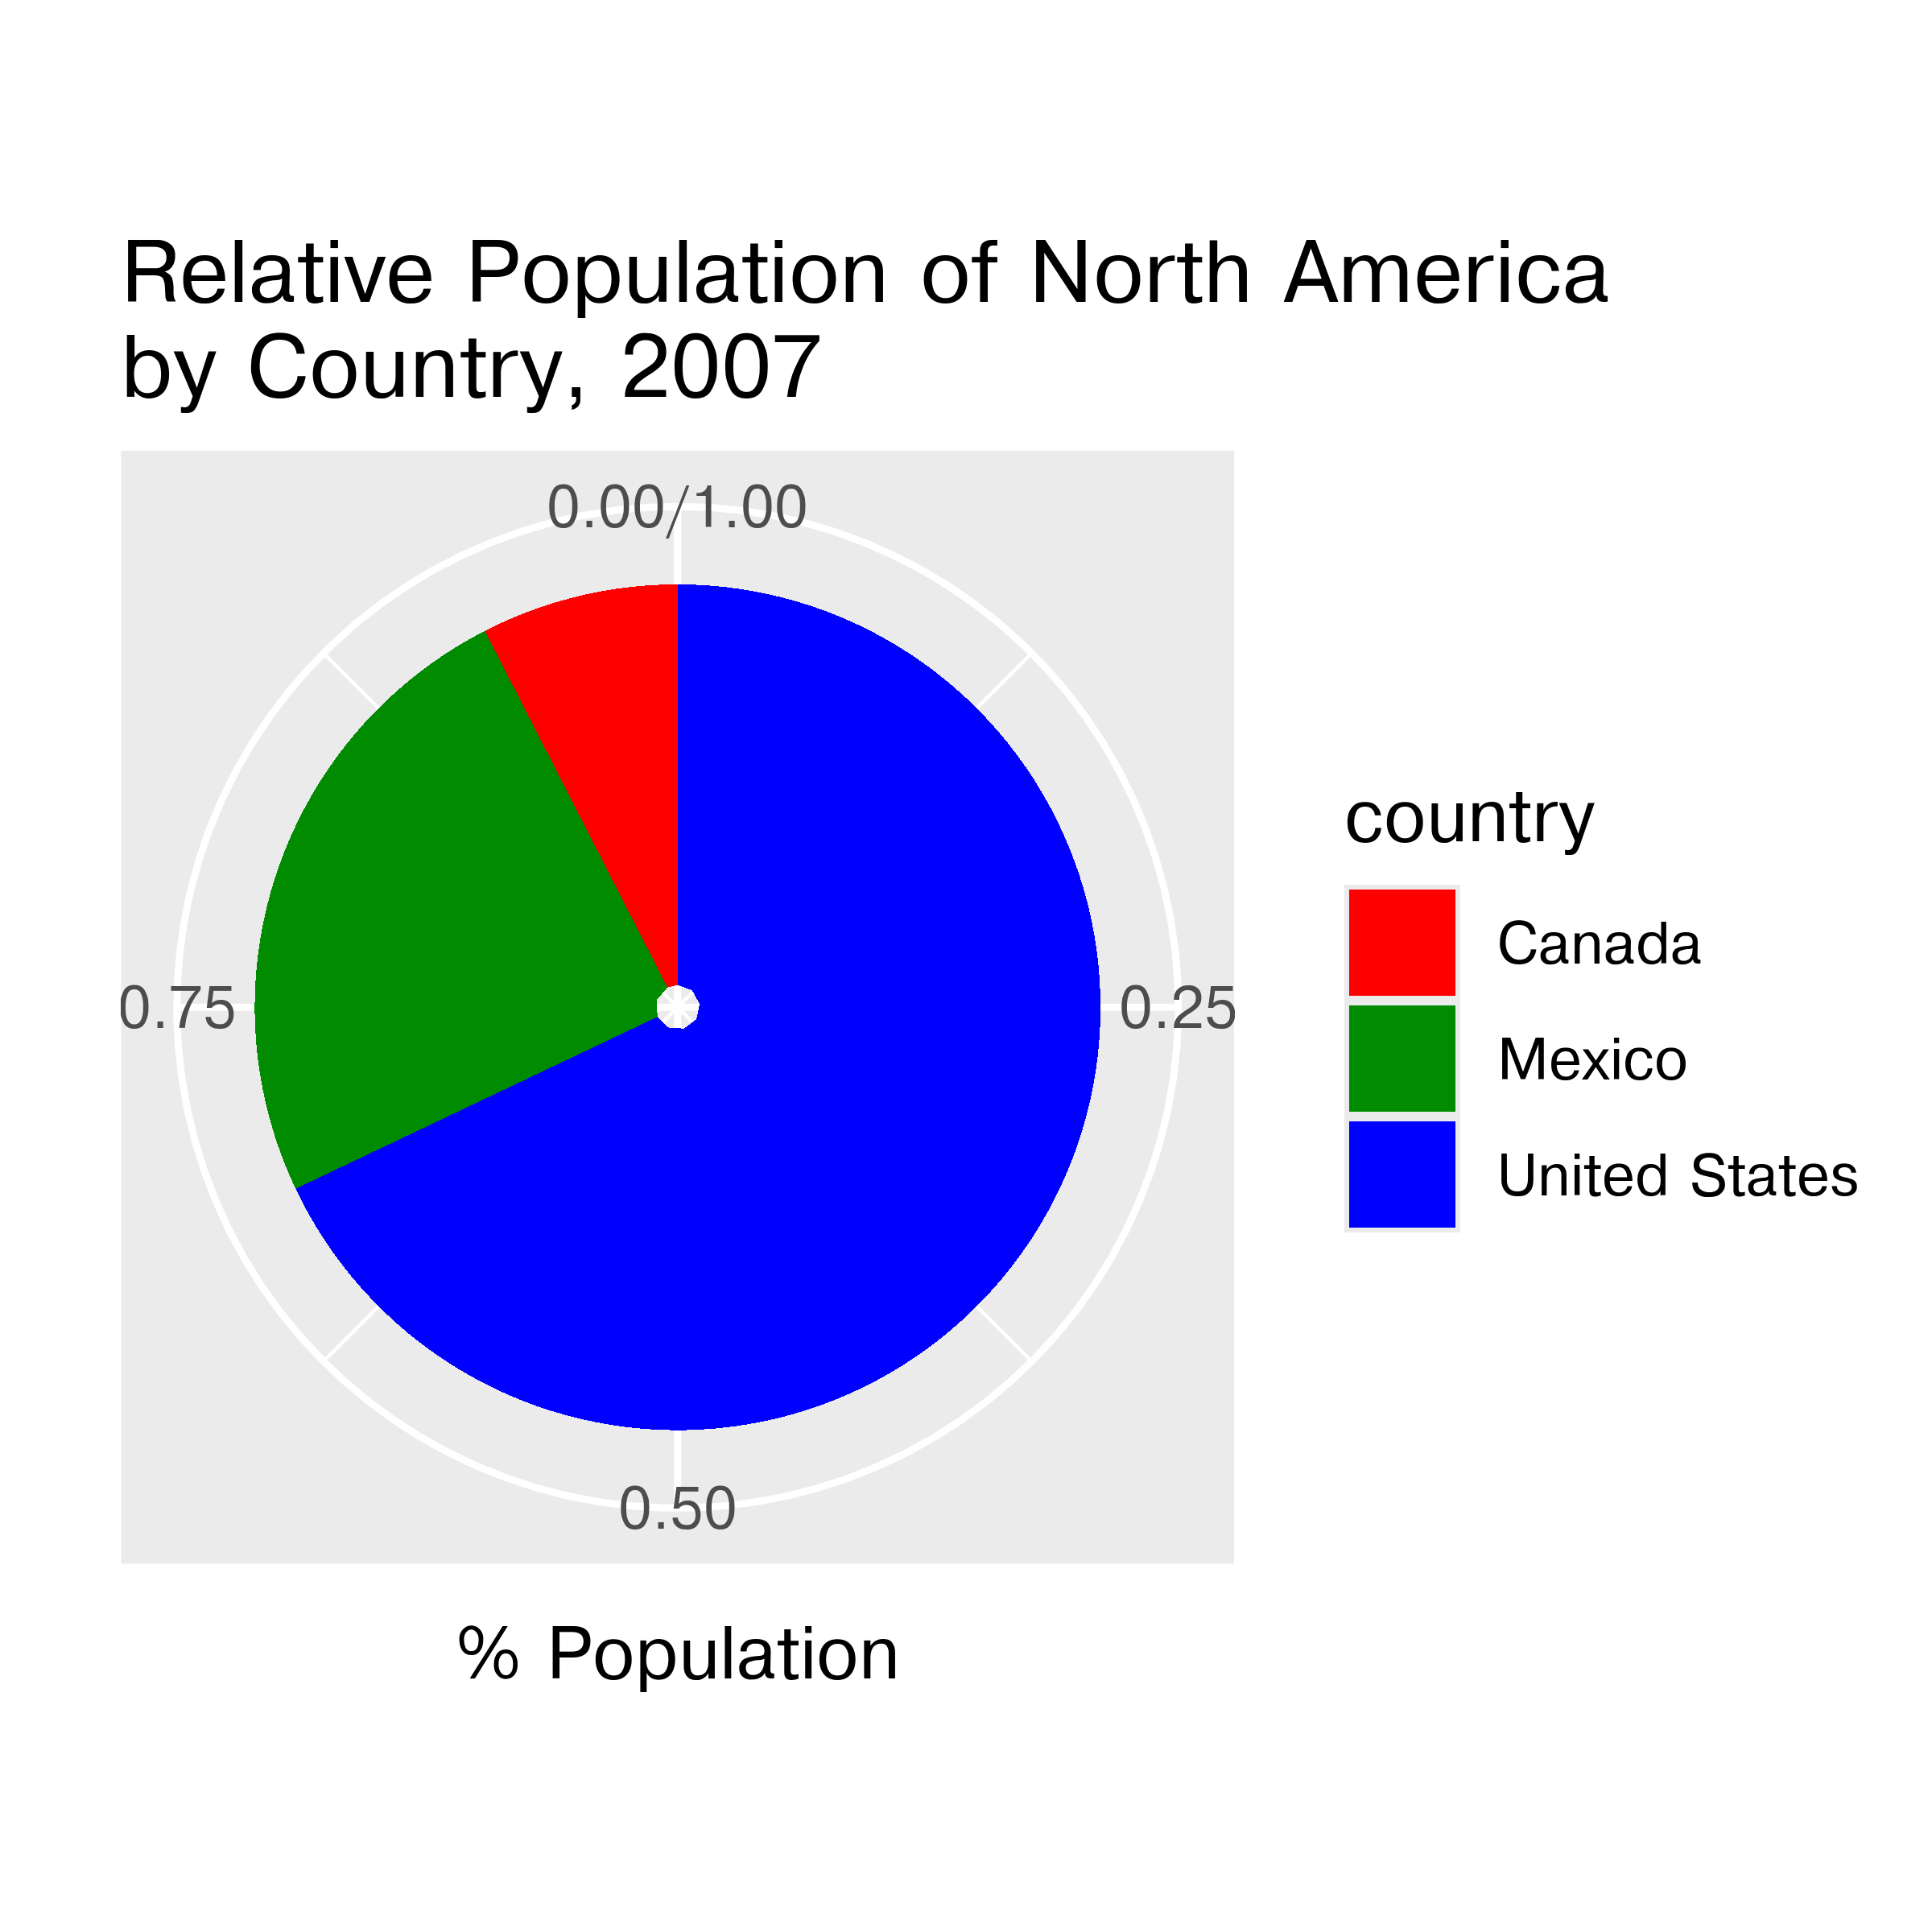 Relative Population of North America
by Country, 2007
0.00/1.00
0.75
0.25
0.50
% Population
country
Canada
Mexico
United States